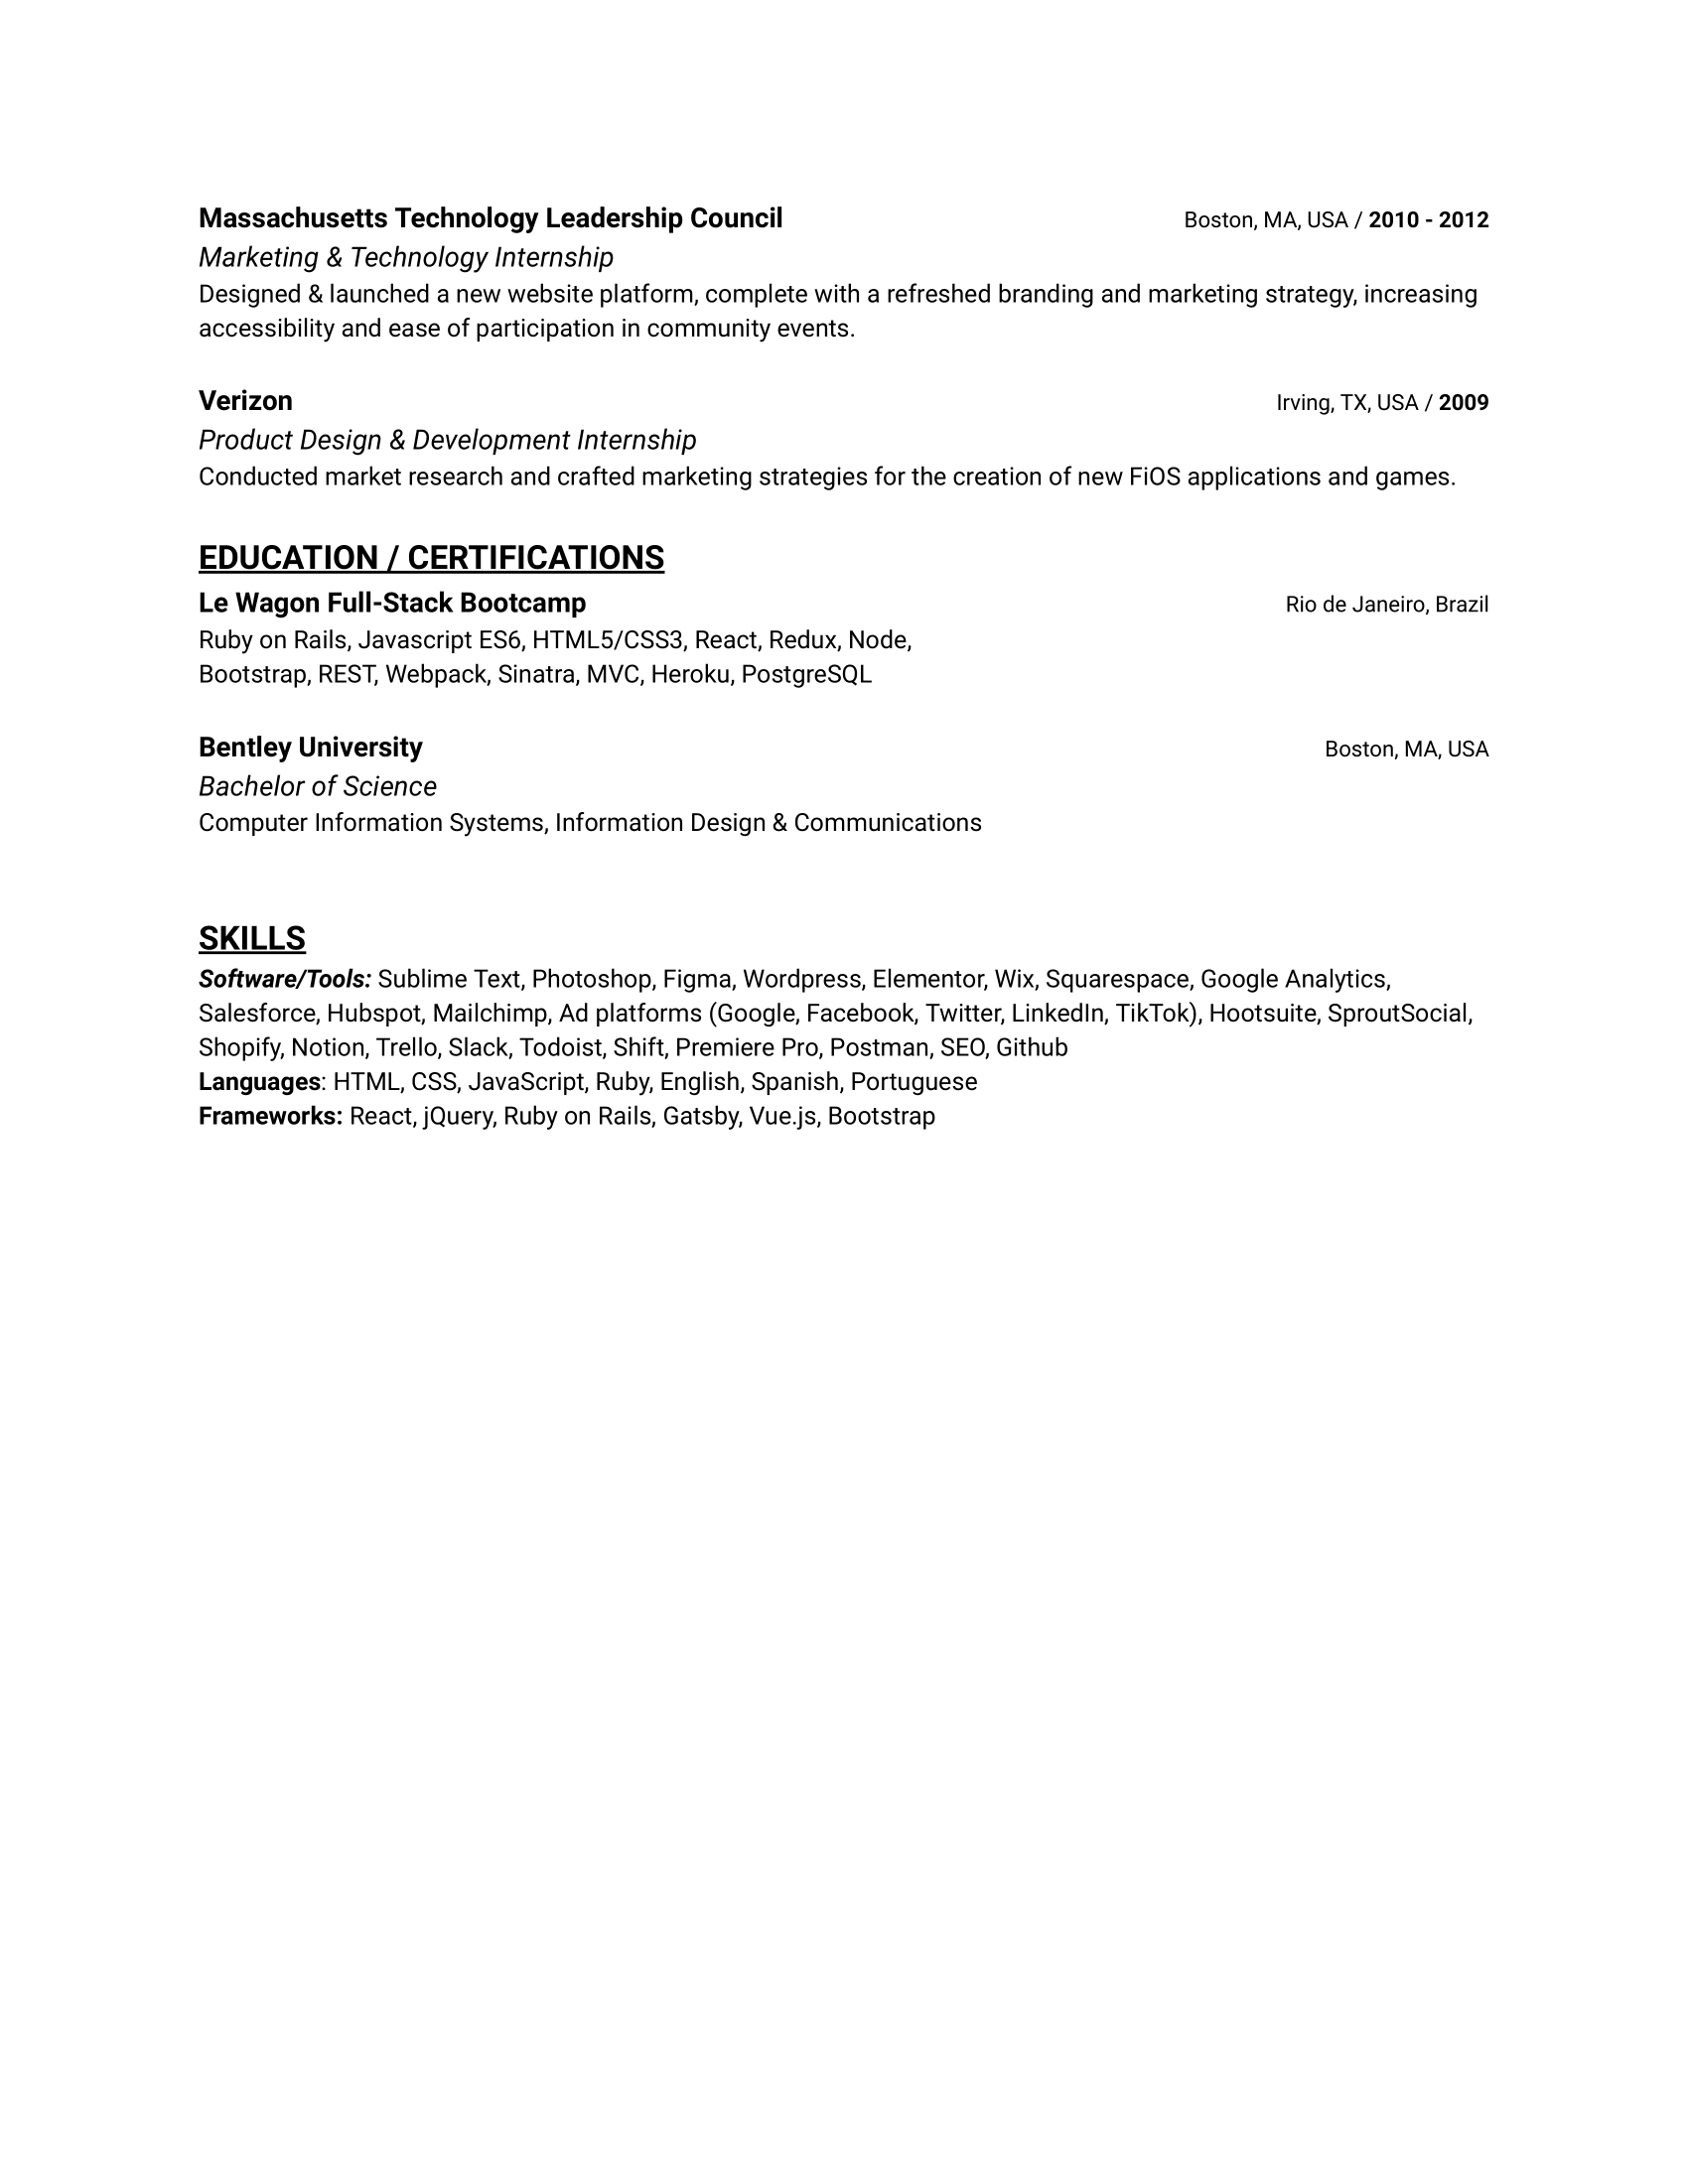 Massachusetts Technology Leadership Council Boston, MA, USA / 2010 - 2012
Marketing & Technology Internship
Designed & launched a new website platform, complete with a refreshed branding and marketing strategy, increasing
accessibility and ease of participation in community events.
Verizon Irving, TX, USA / 2009
Product Design & Development Internship
Conducted market research and crafted marketing strategies for the creation of new FiOS applications and games.
EDUCATION / CERTIFICATIONS
Le Wagon Full-Stack Bootcamp Rio de Janeiro, Brazil
Ruby on Rails, Javascript ES6, HTML5/CSS3, React, Redux, Node,
Bootstrap, REST, Webpack, Sinatra, MVC, Heroku, PostgreSQL
Bentley University Boston, MA, USA
Bachelor of Science
Computer Information Systems, Information Design & Communications
SKILLS
Software/Tools: Sublime Text, Photoshop, Figma, Wordpress, Elementor, Wix, Squarespace, Google Analytics,
Salesforce, Hubspot, Mailchimp, Ad platforms (Google, Facebook, Twitter, LinkedIn, TikTok), Hootsuite, SproutSocial,
Shopify, Notion, Trello, Slack, Todoist, Shift, Premiere Pro, Postman, SEO, Github
Languages: HTML, CSS, JavaScript, Ruby, English, Spanish, Portuguese
Frameworks: React, jQuery, Ruby on Rails, Gatsby, Vue.js, Bootstrap